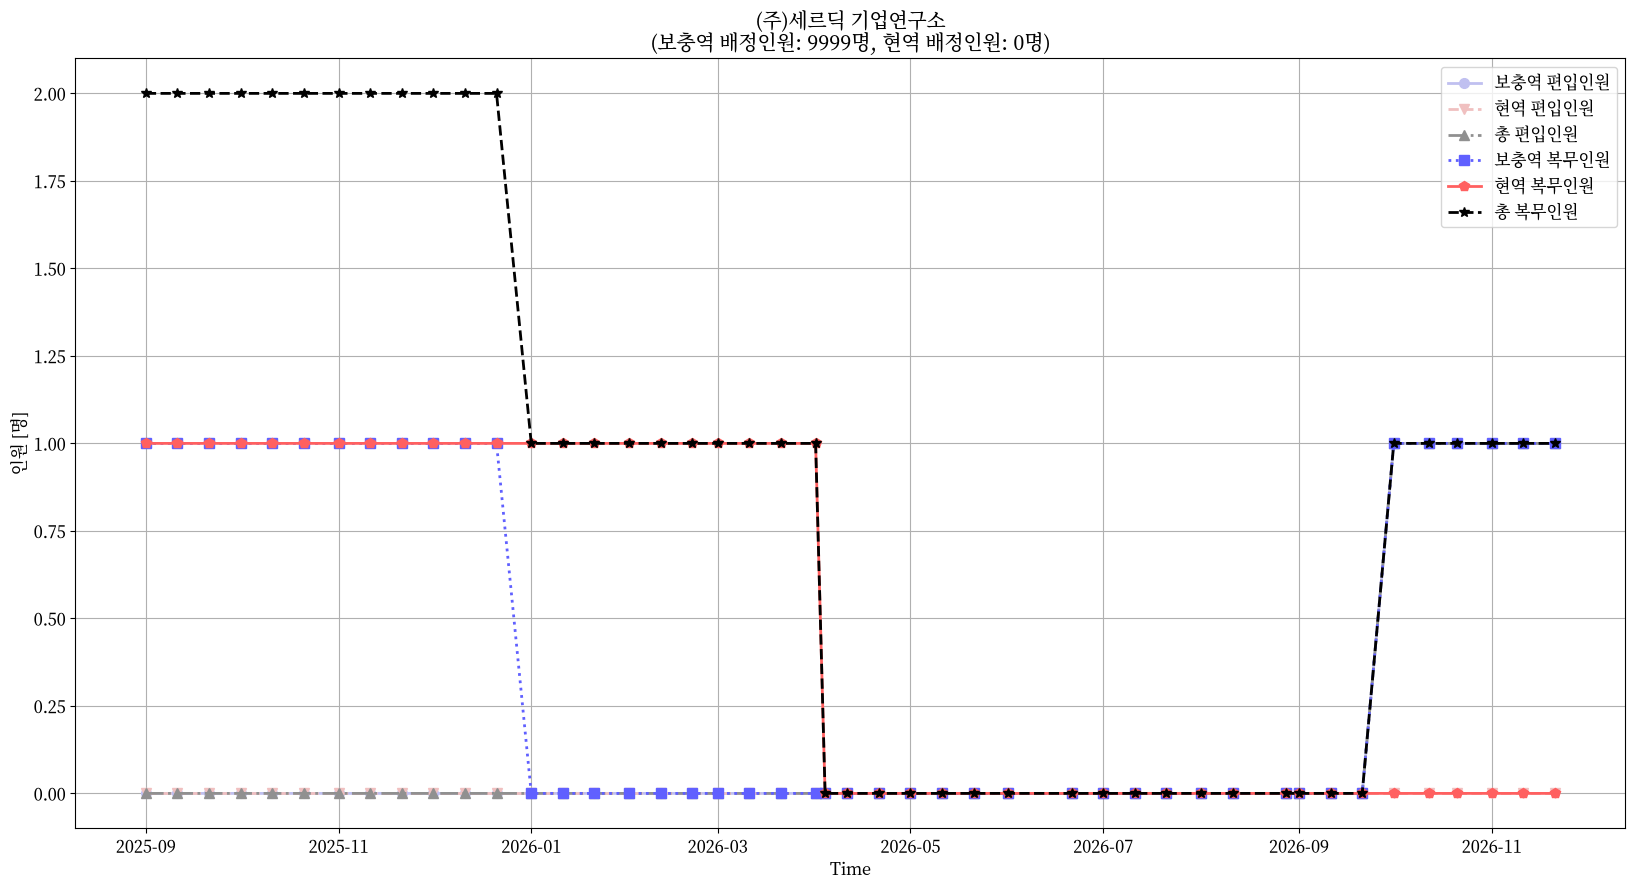 (주)세르딕 기업연구소
(보충역 배정인원: 9999명, 현역 배정인원: 0명)
보충역 편입인원
현역 편입인원
총 편입인원
보충역 복무인원
현역 복무인원
총 복무인원
인원 [명]
2.00
1.75
1.50
1.25
1.00
0.75
0.50
0.25
0.00
2025-09
2025-11
2026-01
2026-03
2026-05
2026-07
2026-09
2026-11
Time